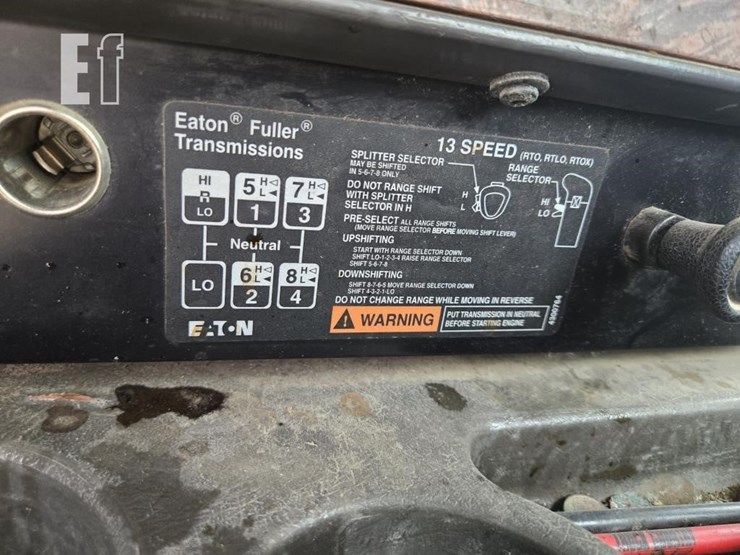 Ef
Eaton® Fuller®
Transmissions
13 SPEED (RTO, RTLO, RTOX)
SPLITTER SELECTOR
MAY BE SHIFTED
IN 5-6-7-8 ONLY
RANGE
SELECTOR
H
L
HI
LO
DO NOT RANGE SHIFT
WITH SPLITTER
SELECTOR IN H
PRE-SELECT ALL RANGE SHIFTS
(MOVE RANGE SELECTOR BEFORE MOVING SHIFT LEVER)
UPSHIFTING
START WITH RANGE SELECTOR DOWN
SHIFT LO-1-2-3-4 RAISE RANGE SELECTOR
SHIFT 5-6-7-8
DOWNSHIFTING
SHIFT 8-7-6-5 MOVE RANGE SELECTOR DOWN
SHIFT 4-3-2-1-LO
DO NOT CHANGE RANGE WHILE MOVING IN REVERSE
HI
R
LO
5 H L
1
7 H L
3
Neutral
LO
6 H L
2
8 H L
4
EATON
WARNING
PUT TRANSMISSION IN NEUTRAL
BEFORE STARTING ENGINE
4300764